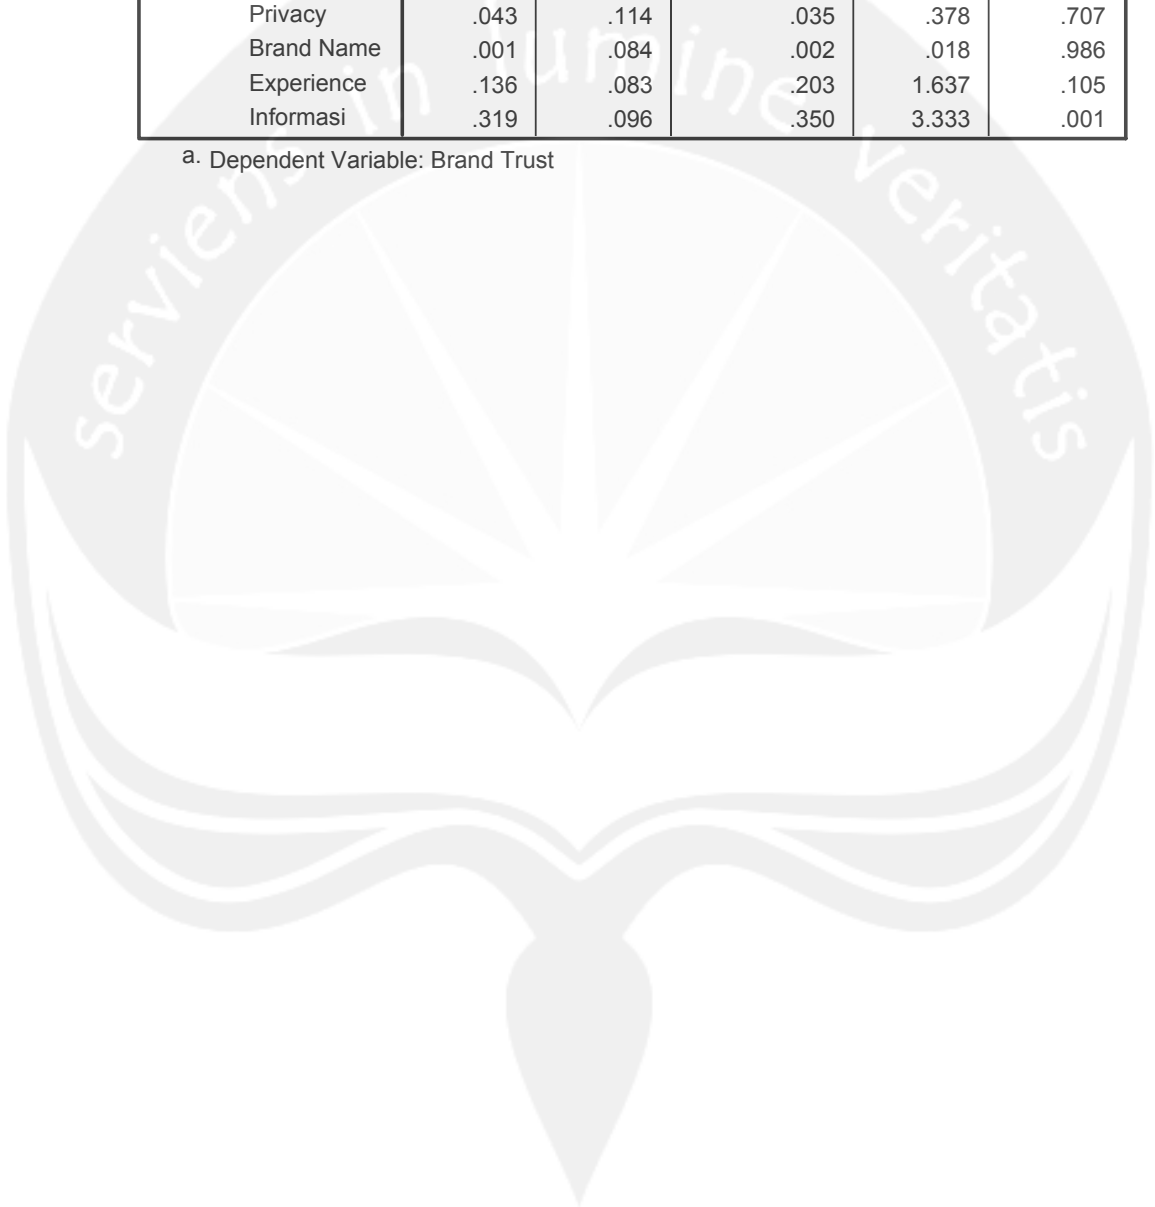 Privacy .043 .114 .035 .378 .707
Brand Name .001 .084 .002 .018 .986
Experience .136 .083 .203 1.637 .105
Informasi .319 .096 .350 3.333 .001
a. Dependent Variable: Brand Trust
serviens in lumine veritatis